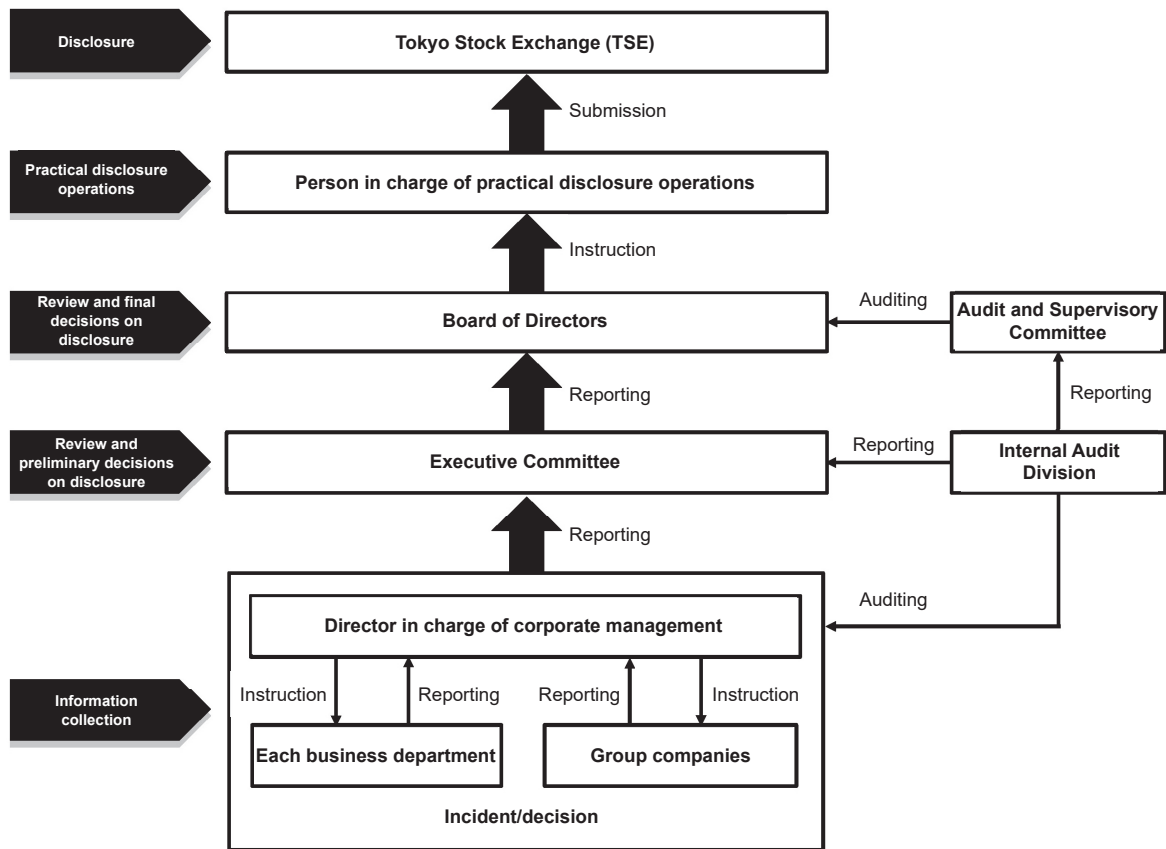 Disclosure
Tokyo Stock Exchange (TSE)
Submission
Practical disclosure
operations
Person in charge of practical disclosure operations
Instruction
Review and final
decisions on
disclosure
Board of Directors
Auditing
Audit and Supervisory
Committee
Reporting
Reporting
Review and
preliminary decisions
on disclosure
Executive Committee
Reporting
Internal Audit
Division
Reporting
Auditing
Director in charge of corporate management
Information
collection
Instruction
Reporting
Reporting
Instruction
Each business department
Group companies
Incident/decision